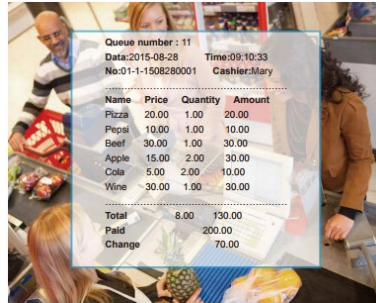 Queue number : 11
Data:2015-08-28 Time:09:10:33
No:01-1-1508280001 Cashier:Mary
Name Price Quantity Amount
Pizza 20.00 1.00 20.00
Pepsi 10.00 1.00 10.00
Beef 30.00 1.00 30.00
Apple 15.00 2.00 30.00
Cola 5.00 2.00 10.00
Wine 30.00 1.00 30.00
Total 8.00 130.00
Paid 200.00
Change 70.00